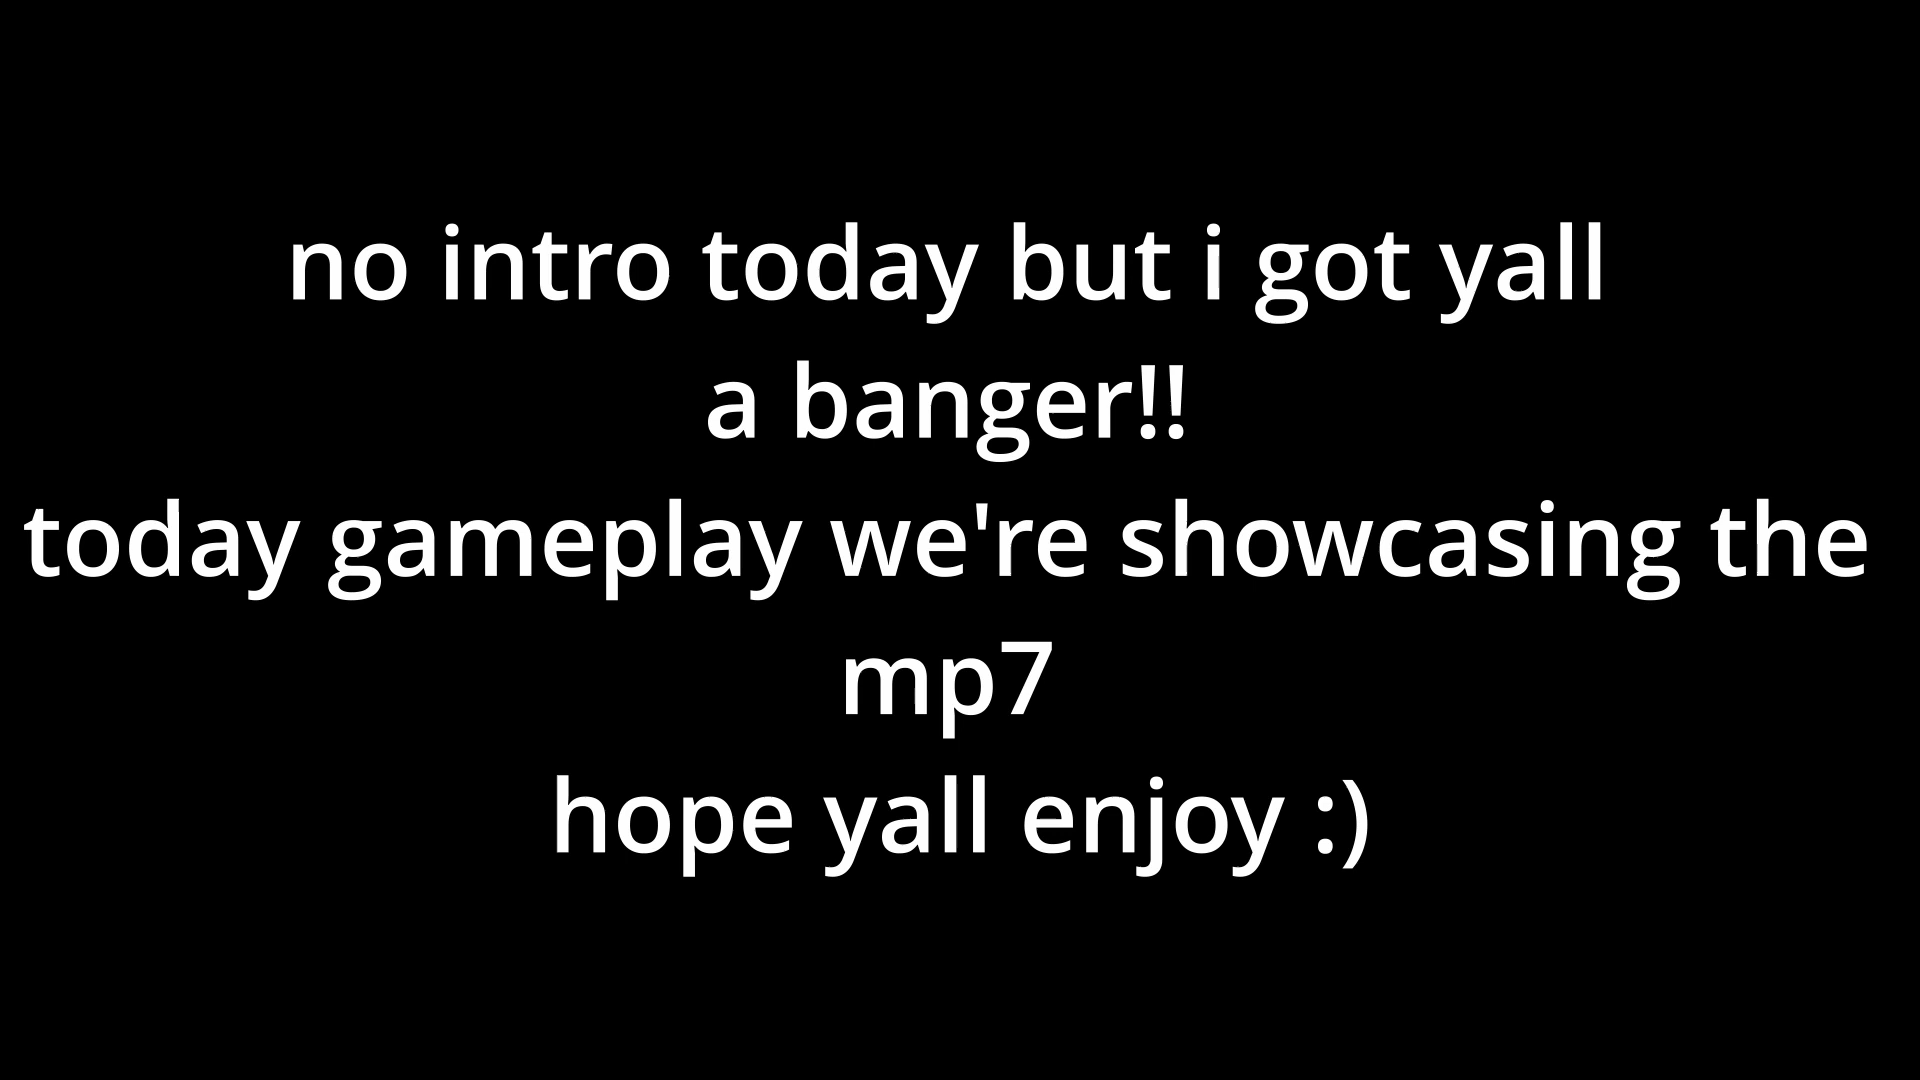 no intro today but i got yall
a banger!!
today gameplay we're showcasing the
mp7
hope yall enjoy :)